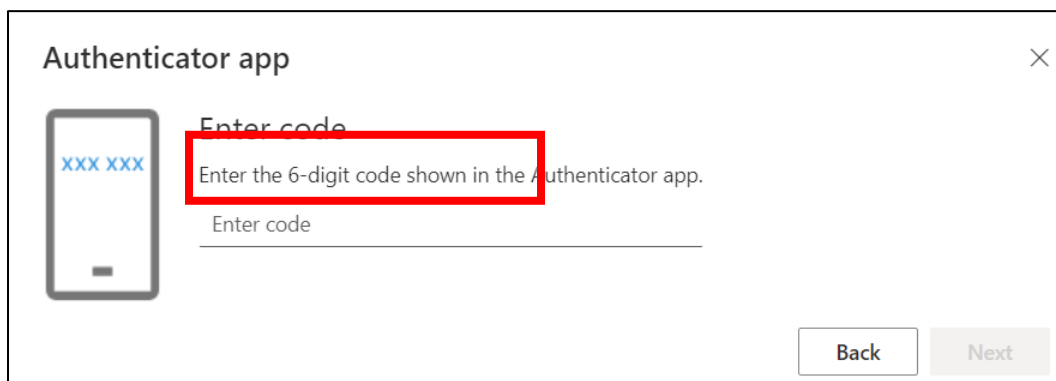 Authenticator app
Enter code
XXX XXX
Enter the 6-digit code shown in the Authenticator app.
Enter code
Back
Next